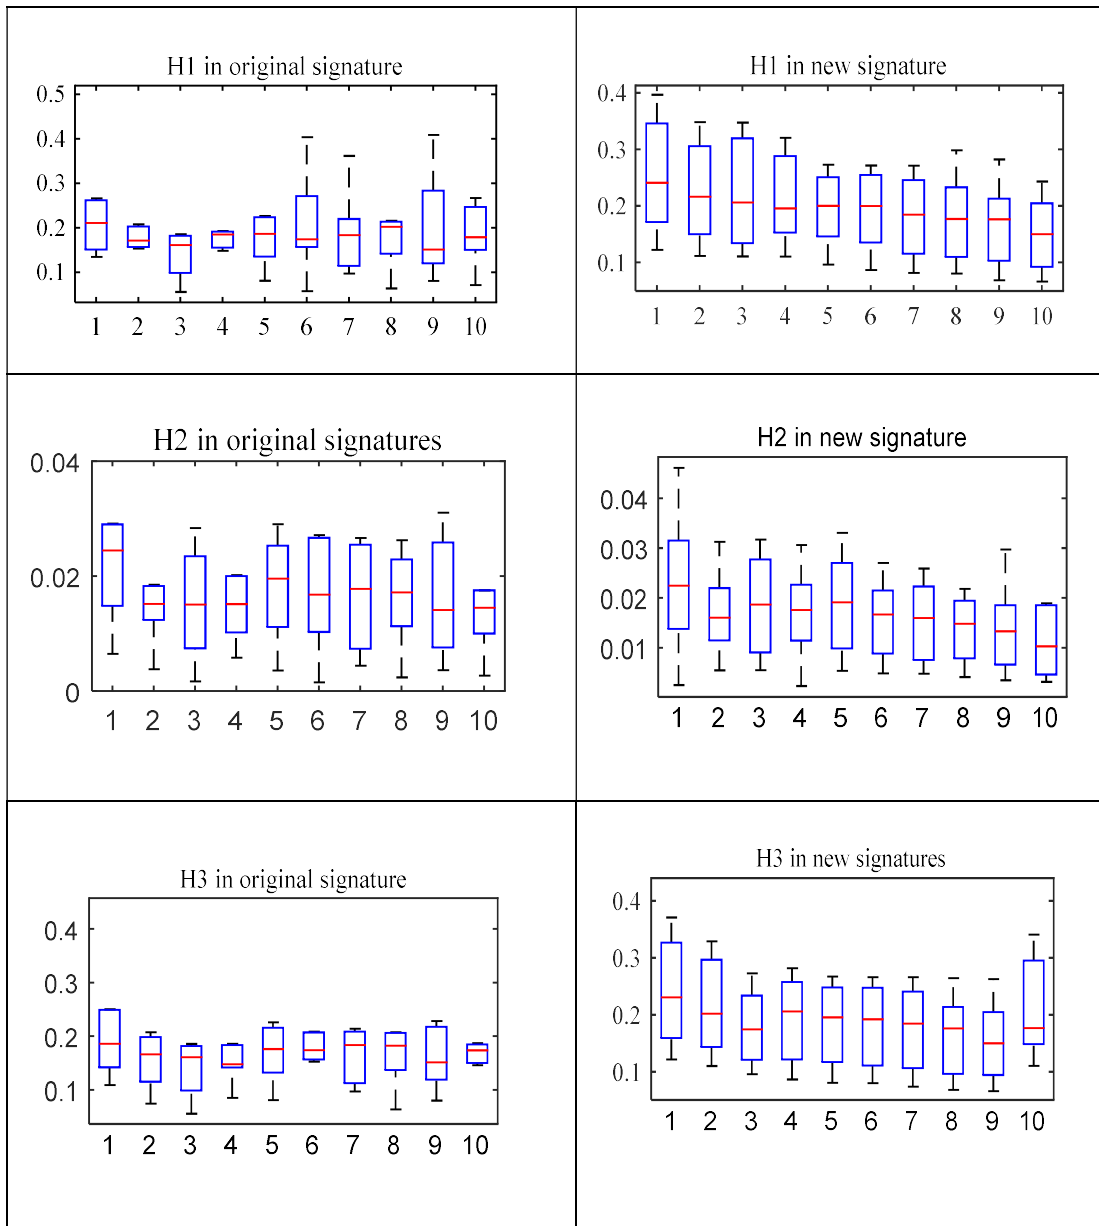 H1 in original signature
0.5
0.4
0.3
0.2
0.1
1 2 3 4 5 6 7 8 9 10
H1 in new signature
0.4
0.3
0.2
0.1
1 2 3 4 5 6 7 8 9 10
H2 in original signatures
0.04
0.02
0
1 2 3 4 5 6 7 8 9 10
H2 in new signature
0.04
0.03
0.02
0.01
1 2 3 4 5 6 7 8 9 10
H3 in original signature
0.4
0.3
0.2
0.1
1 2 3 4 5 6 7 8 9 10
H3 in new signatures
0.4
0.3
0.2
0.1
1 2 3 4 5 6 7 8 9 10